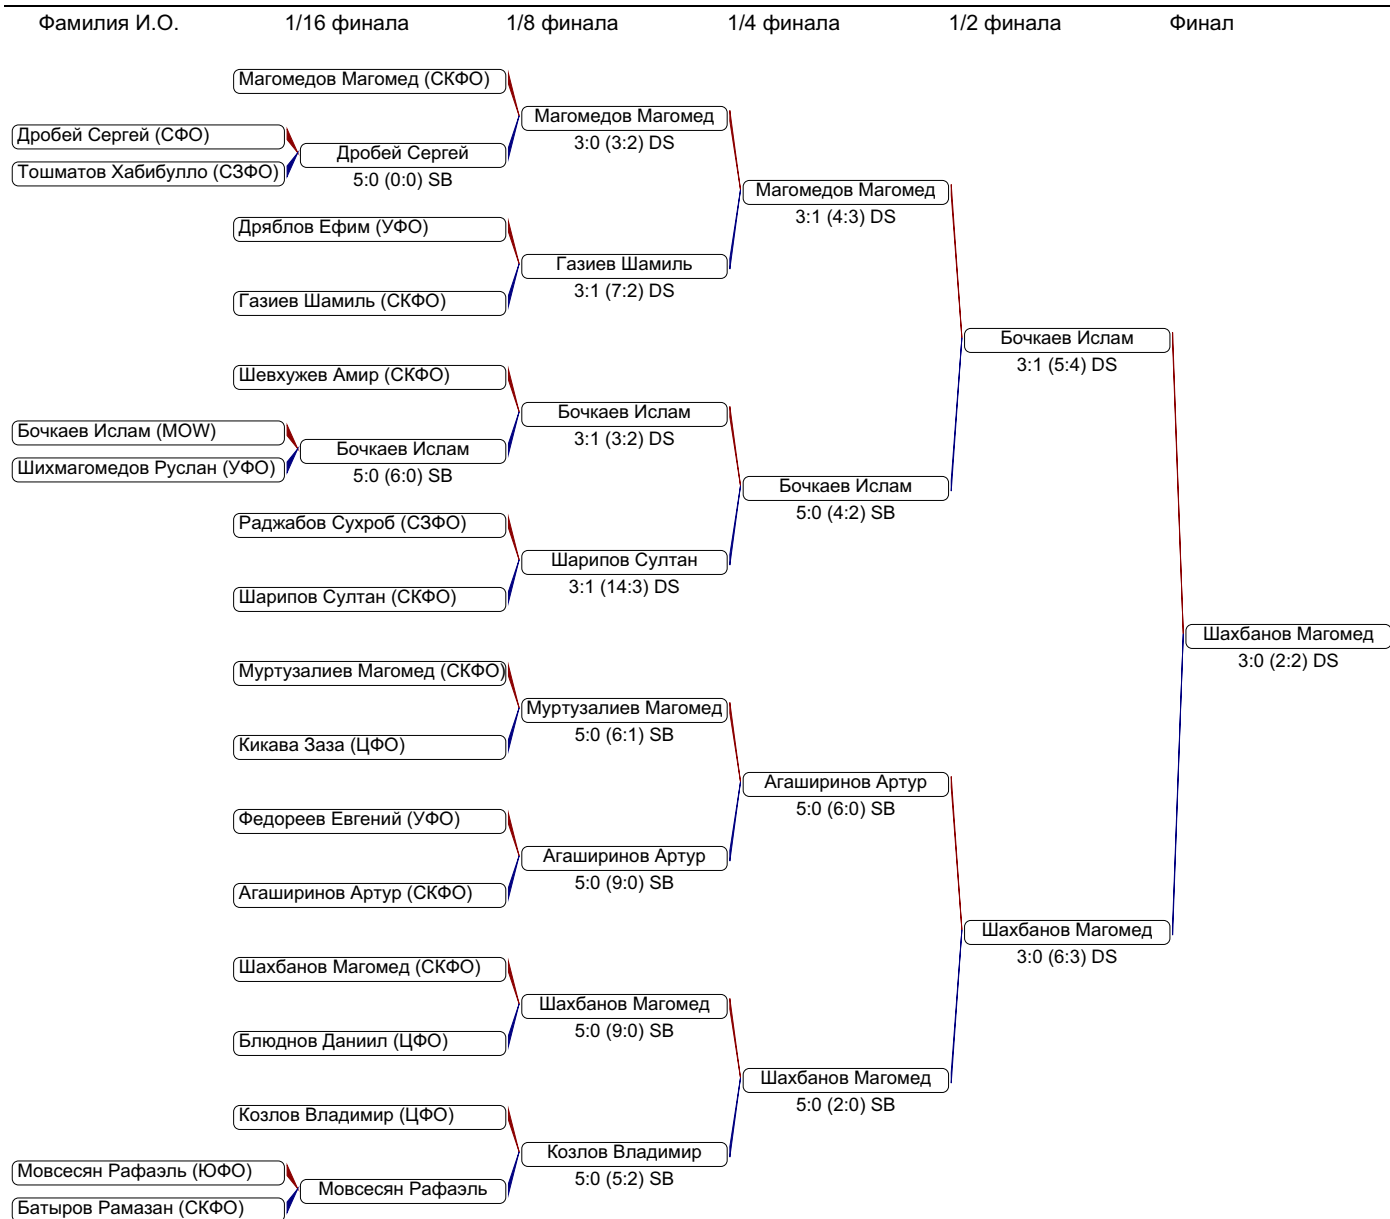 Фамилия И.О. 1/16 финала 1/8 финала 1/4 финала 1/2 финала Финал
Магомедов Магомед (СКФО)
Магомедов Магомед
3:0 (3:2) DS
Дробей Сергей (СФО)
Дробей Сергей
5:0 (0:0) SB
Тошматов Хабибулло (СЗФО)
Магомедов Магомед
3:1 (4:3) DS
Дряблов Ефим (УФО)
Газиев Шамиль
3:1 (7:2) DS
Газиев Шамиль (СКФО)
Бочкаев Ислам
3:1 (5:4) DS
Шевхужев Амир (СКФО)
Бочкаев Ислам
3:1 (3:2) DS
Бочкаев Ислам (MOW)
Бочкаев Ислам
5:0 (6:0) SB
Шихмагомедов Руслан (УФО)
Бочкаев Ислам
5:0 (4:2) SB
Раджабов Сухроб (СЗФО)
Шарипов Султан
3:1 (14:3) DS
Шарипов Султан (СКФО)
Шахбанов Магомед
3:0 (2:2) DS
Муртузалиев Магомед (СКФО)
Муртузалиев Магомед
5:0 (6:1) SB
Кикава Заза (ЦФО)
Агаширинов Артур
5:0 (6:0) SB
Федореев Евгений (УФО)
Агаширинов Артур
5:0 (9:0) SB
Агаширинов Артур (СКФО)
Шахбанов Магомед
3:0 (6:3) DS
Шахбанов Магомед (СКФО)
Шахбанов Магомед
5:0 (9:0) SB
Блюднов Даниил (ЦФО)
Шахбанов Магомед
5:0 (2:0) SB
Козлов Владимир (ЦФО)
Козлов Владимир
5:0 (5:2) SB
Мовсесян Рафаэль (ЮФО)
Мовсесян Рафаэль
Батыров Рамазан (СКФО)